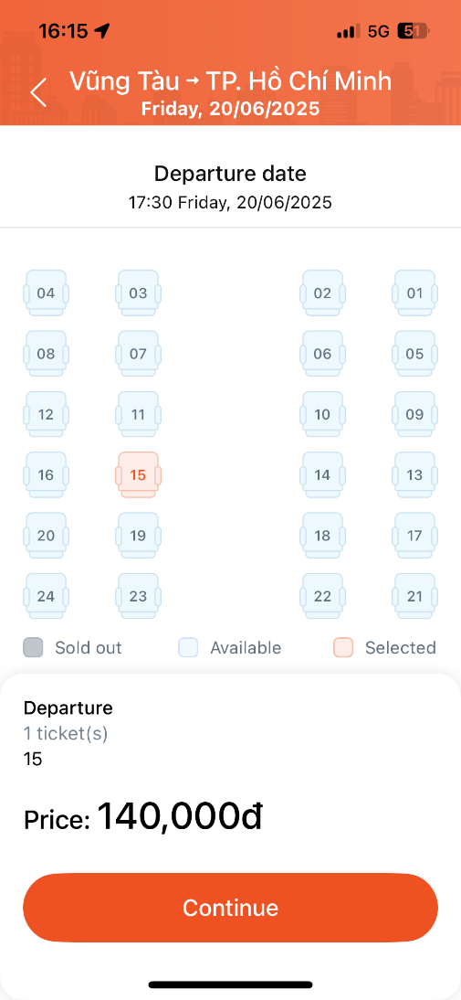 16:15 5G 51
Vũng Tàu → TP. Hồ Chí Minh
Friday, 20/06/2025
Departure date
17:30 Friday, 20/06/2025
04 03 02 01
08 07 06 05
12 11 10 09
16 15 14 13
20 19 18 17
24 23 22 21
Sold out Available Selected
Departure
1 ticket(s)
15
Price: 140,000đ
Continue